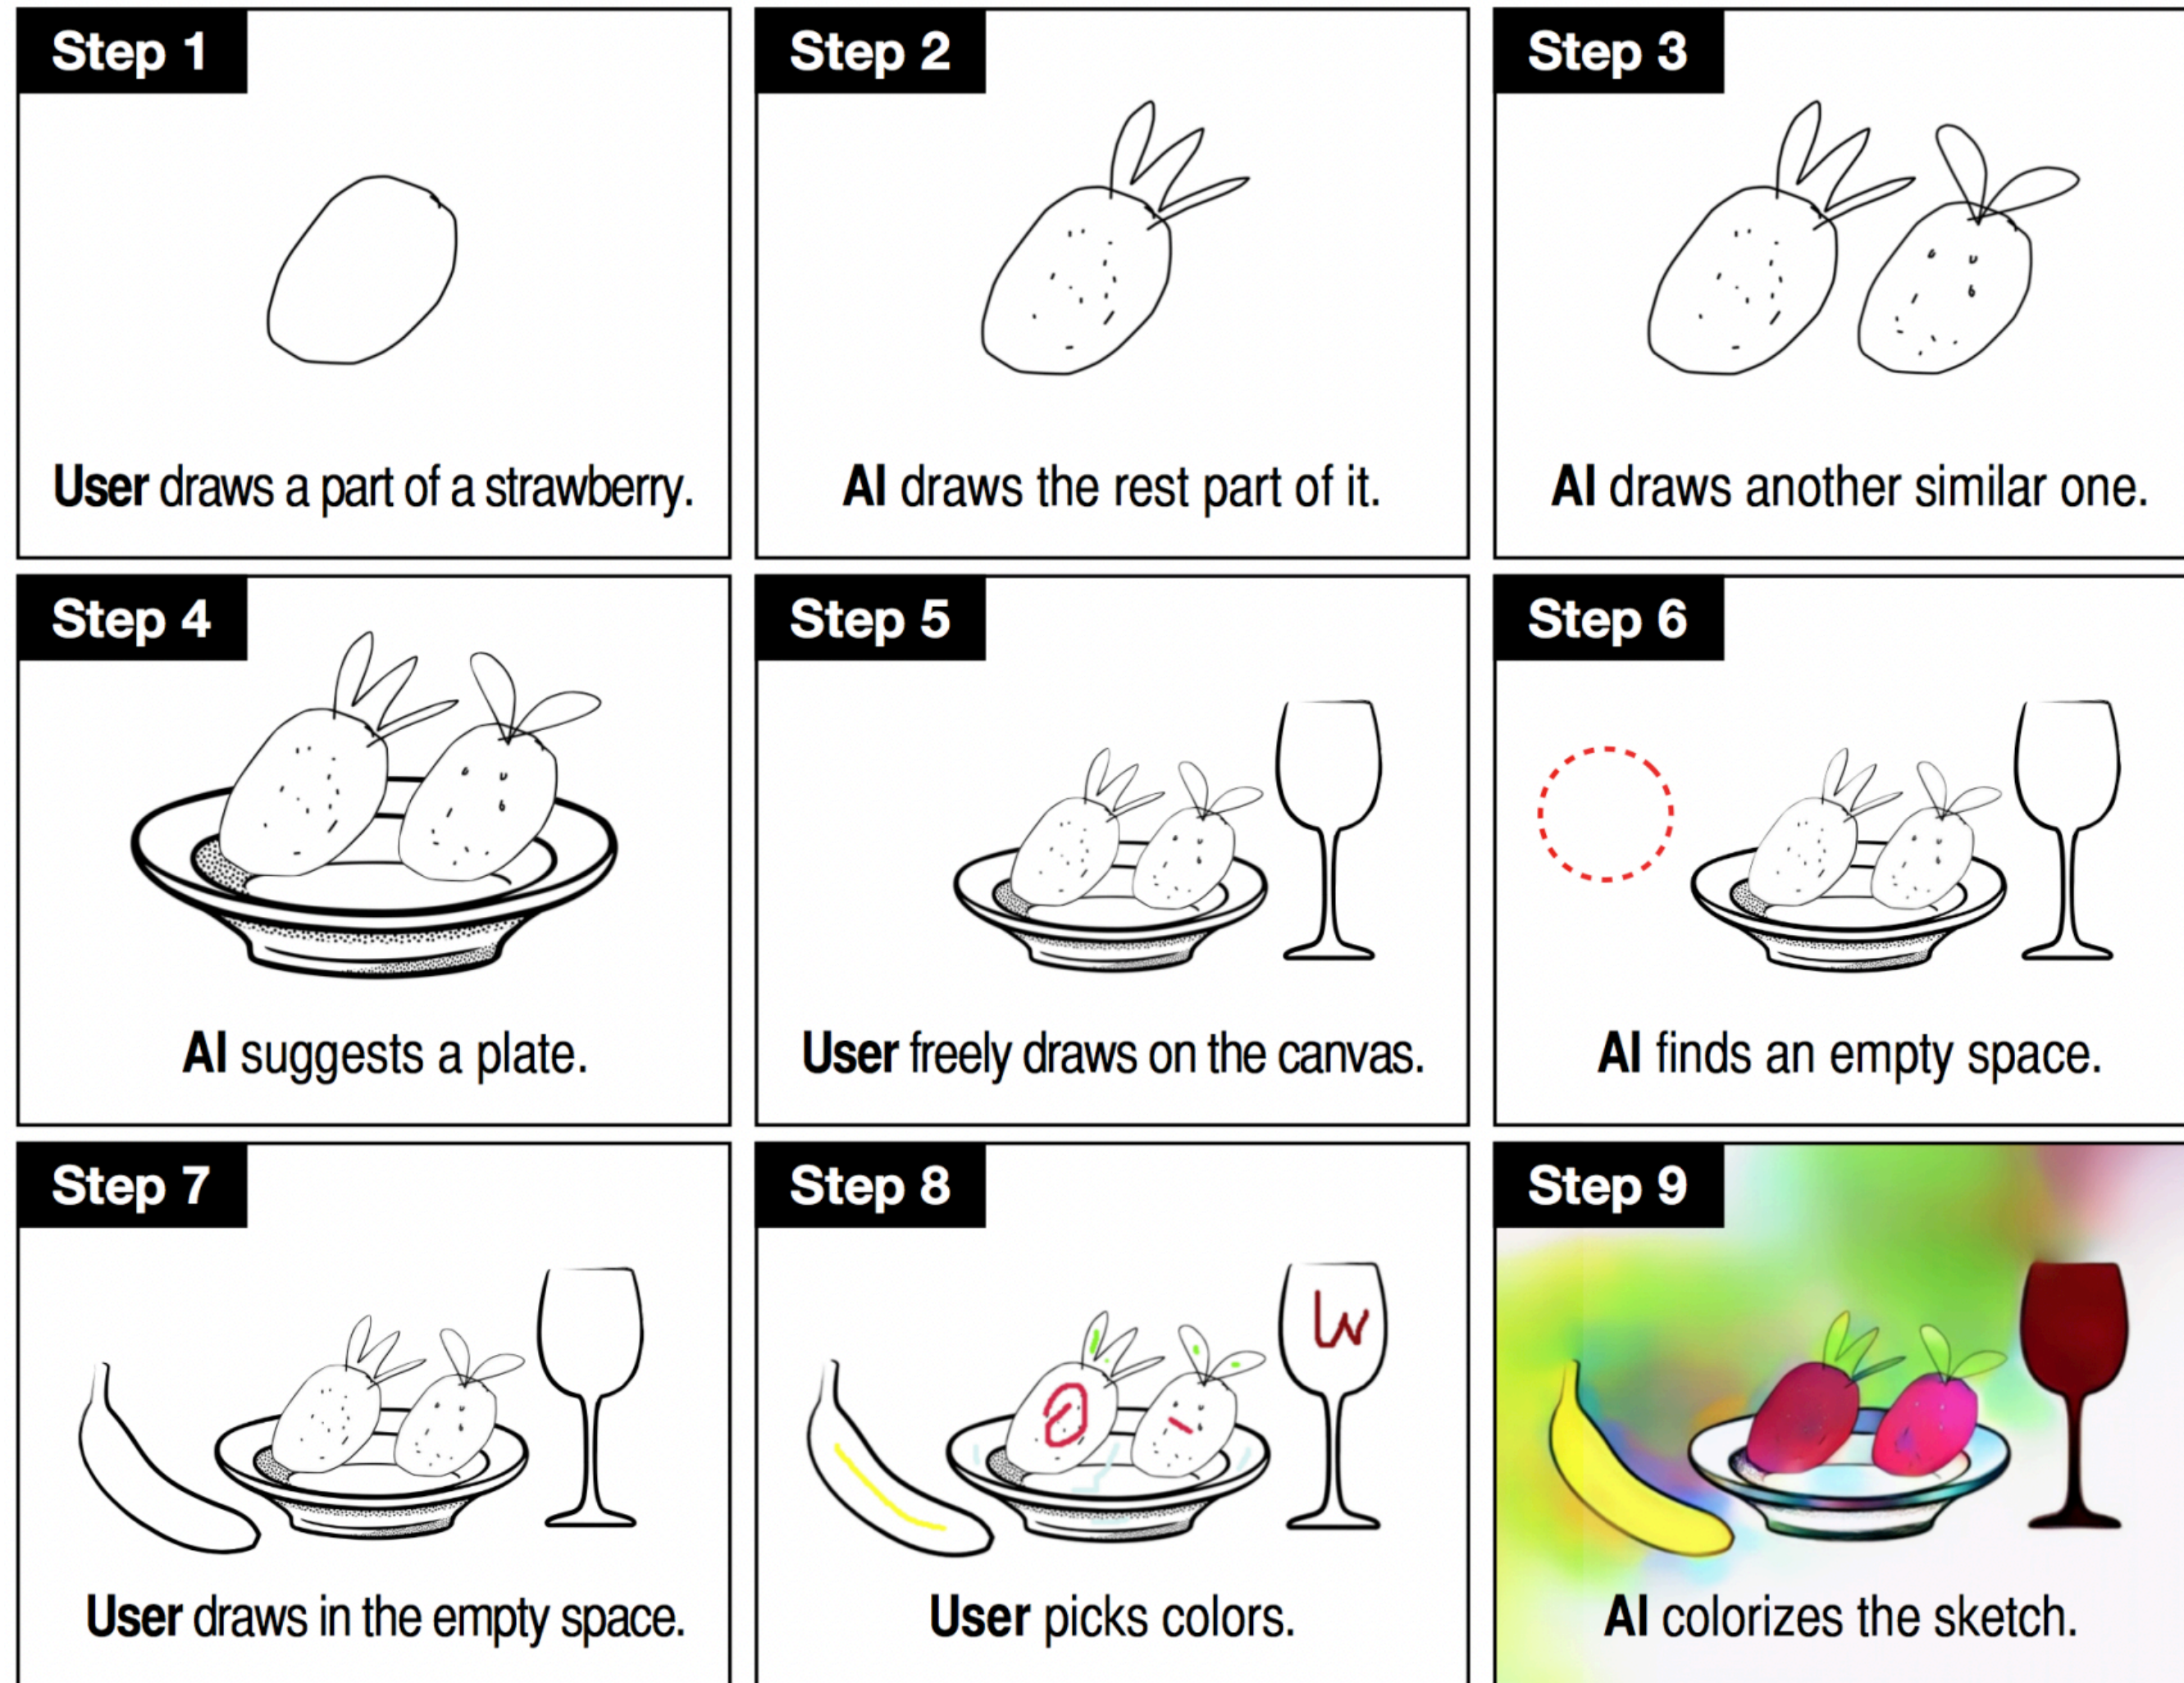 Step 1
User draws a part of a strawberry.
Step 2
AI draws the rest part of it.
Step 3
AI draws another similar one.
Step 4
AI suggests a plate.
Step 5
User freely draws on the canvas.
Step 6
AI finds an empty space.
Step 7
User draws in the empty space.
Step 8
User picks colors.
Step 9
AI colorizes the sketch.